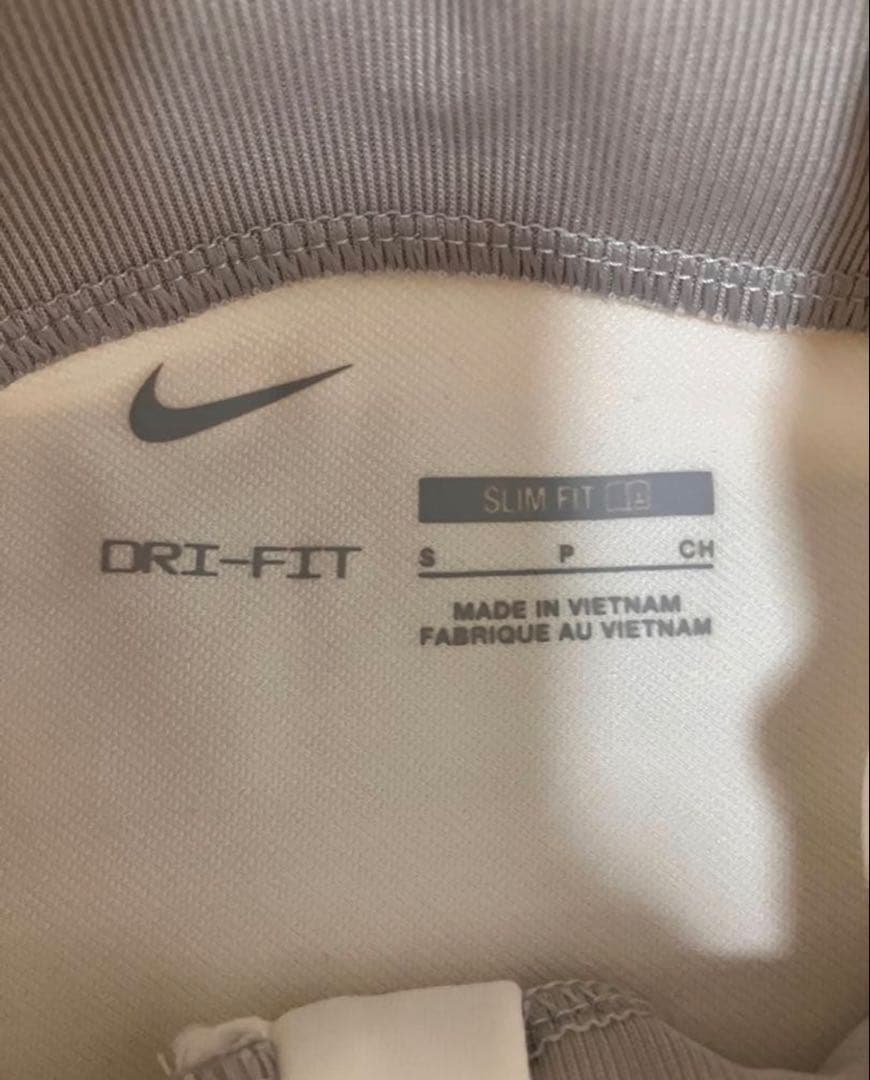 SLIM FIT
DRI-FIT
S P CH
MADE IN VIETNAM
FABRIQUE AU VIETNAM